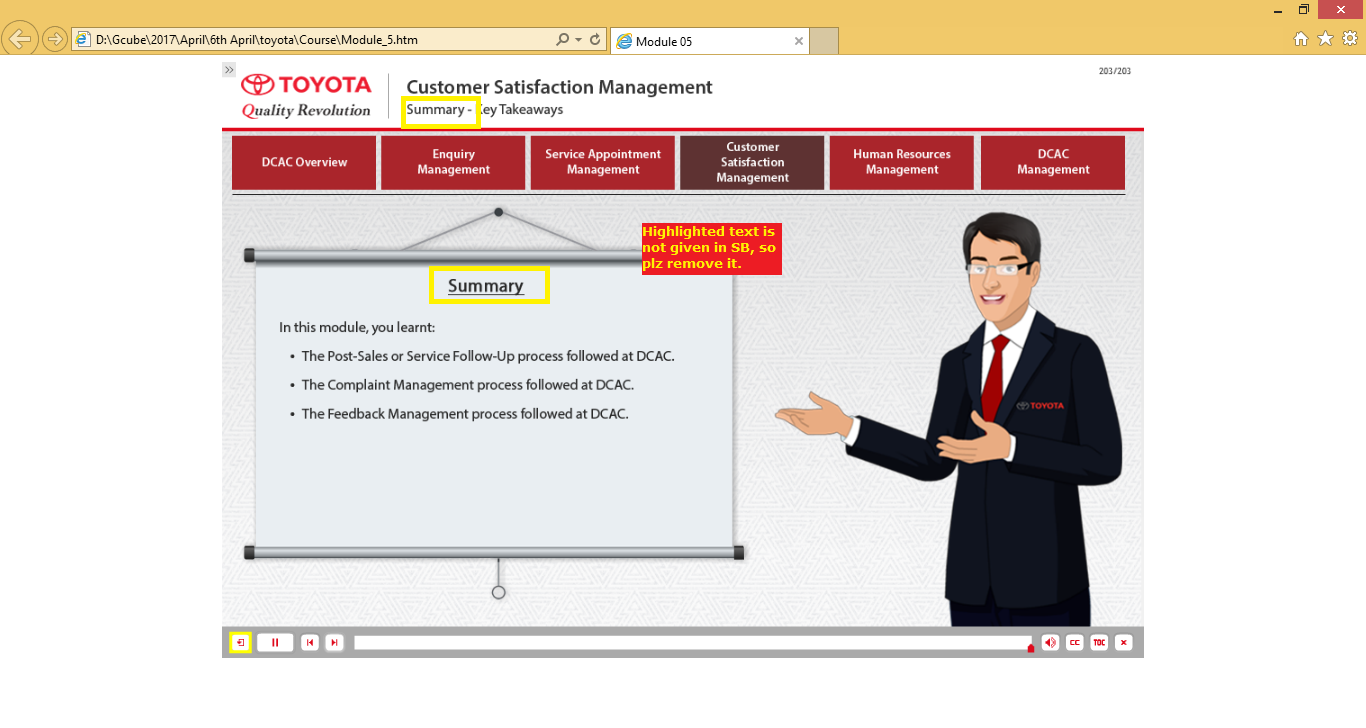 D:\Gcube\2017\April\6th April\toyota\Course\Module_5.htm
Module 05
203/203
TOYOTA
Quality Revolution
Customer Satisfaction Management
Summary - Key Takeaways
DCAC Overview
Enquiry
Management
Service Appointment
Management
Customer
Satisfaction
Management
Human Resources
Management
DCAC
Management
Highlighted text is
not given in SB, so
plz remove it.
Summary
In this module, you learnt:
• The Post-Sales or Service Follow-Up process followed at DCAC.
• The Complaint Management process followed at DCAC.
• The Feedback Management process followed at DCAC.
TOYOTA
CC
TOC